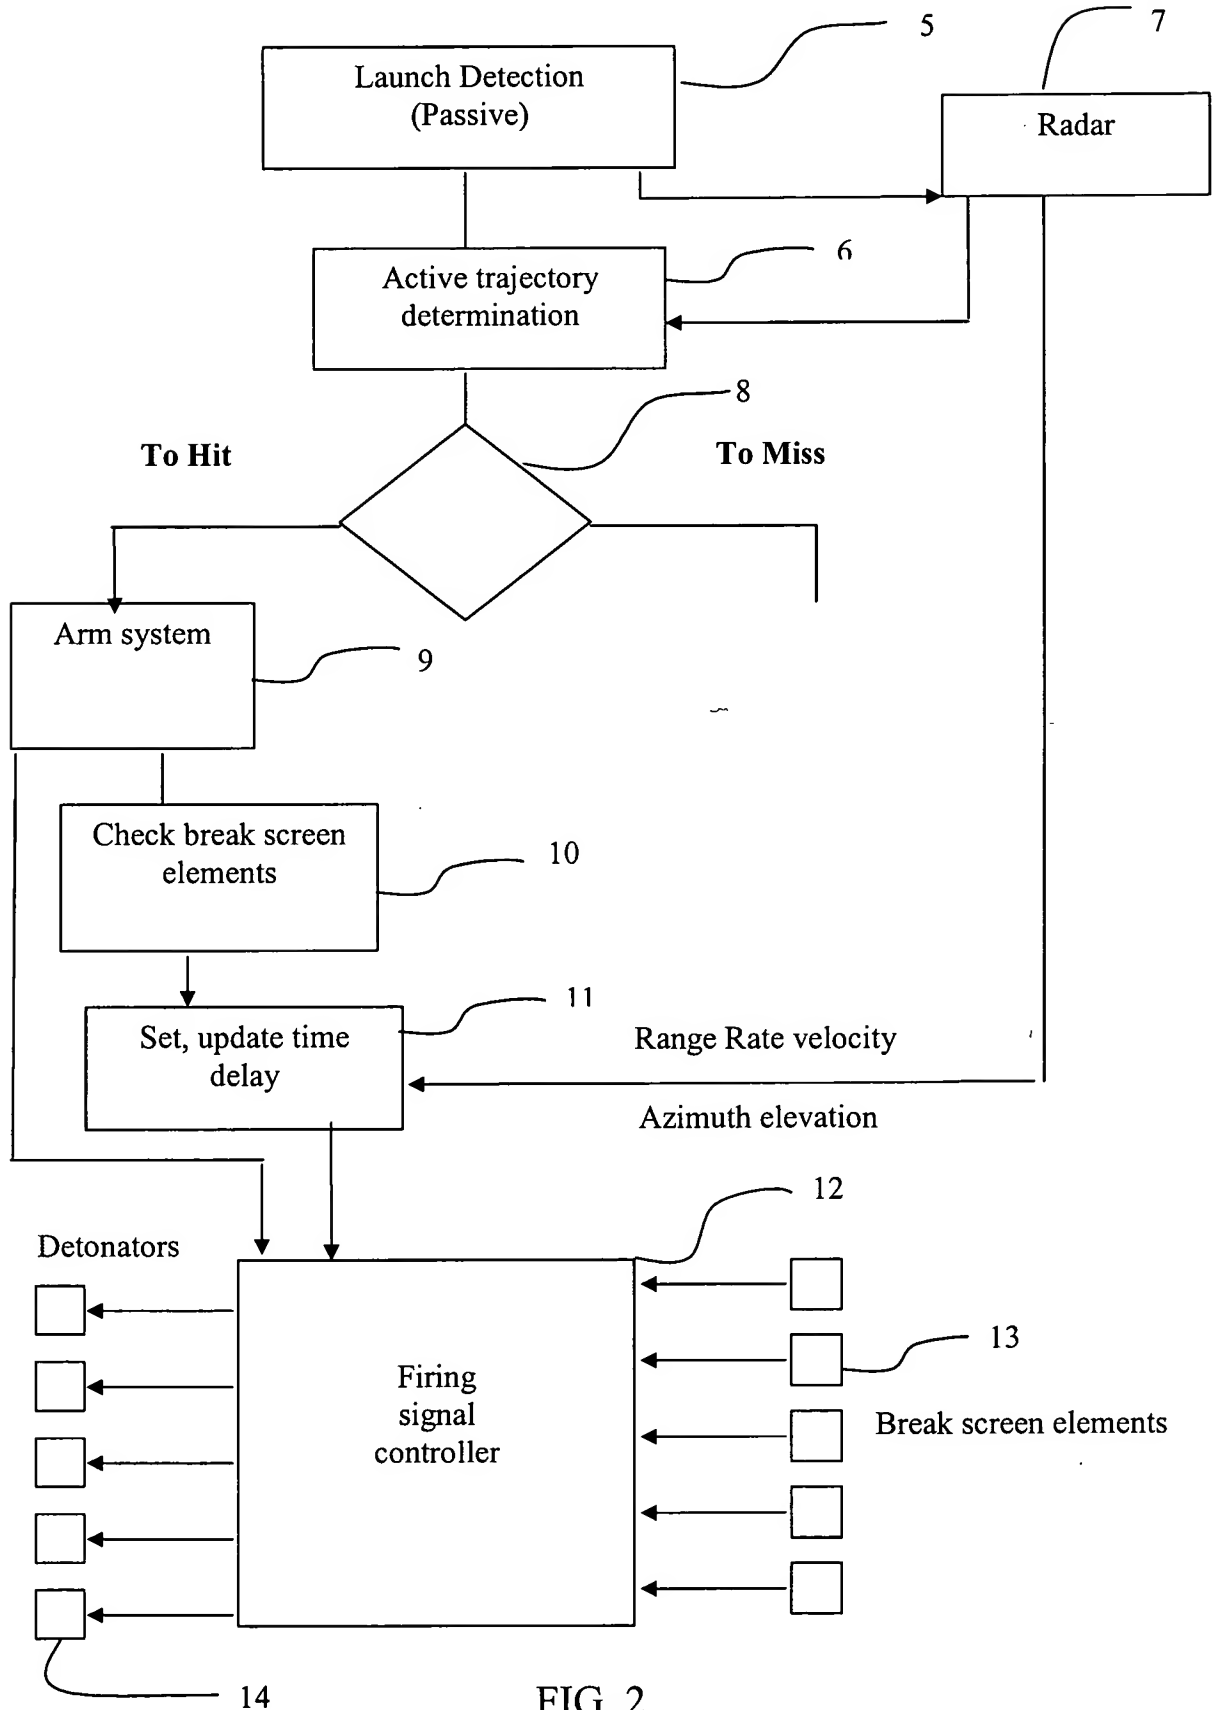 5
7
Launch Detection
(Passive)
Radar
6
Active trajectory
determination
8
To Hit
To Miss
Arm system
9
Check break screen
elements
10
11
Set, update time
delay
Range Rate velocity
Azimuth elevation
12
Detonators
13
Firing
signal
controller
Break screen elements
14
FIG. 2